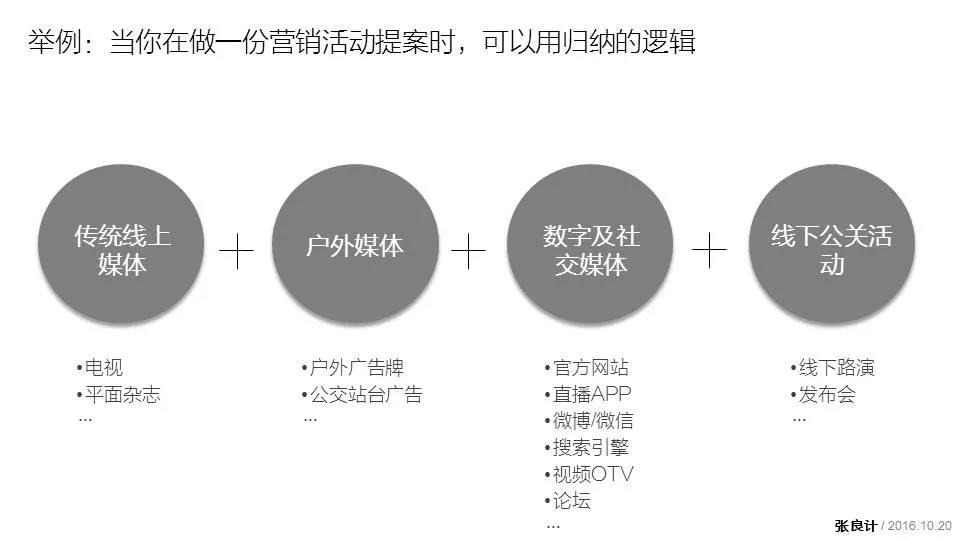 举例：当你在做一份营销活动提案时，可以用归纳的逻辑
传统线上
媒体
户外媒体
数字及社
交媒体
线下公关活
动
•电视
•平面杂志
...
•户外广告牌
•公交站台广告
...
•官方网站
•直播APP
•微博/微信
•搜索引擎
•视频OTV
•论坛
...
•线下路演
•发布会
...
张良计 / 2016.10.20